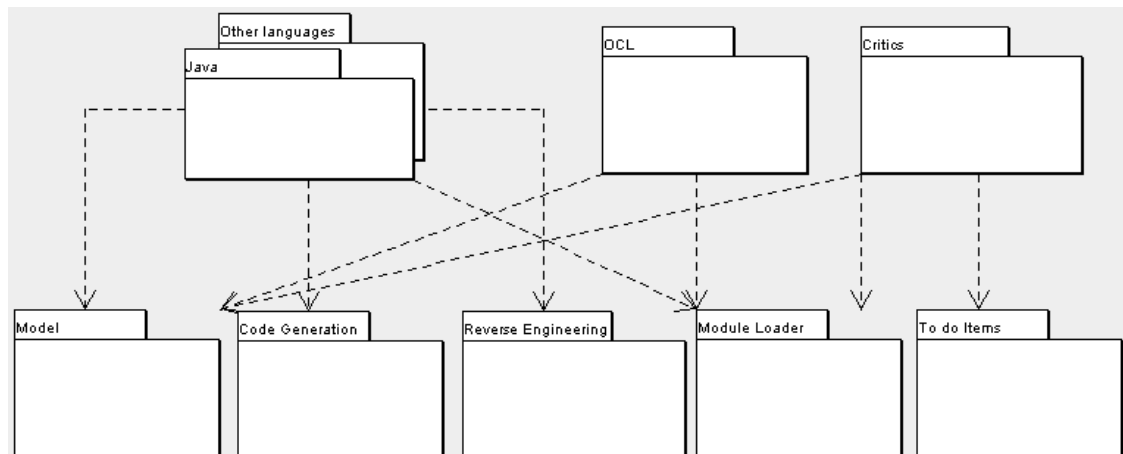 Other languages
Java
OCL
Critics
Model
Code Generation
Reverse Engineering
Module Loader
To do Items